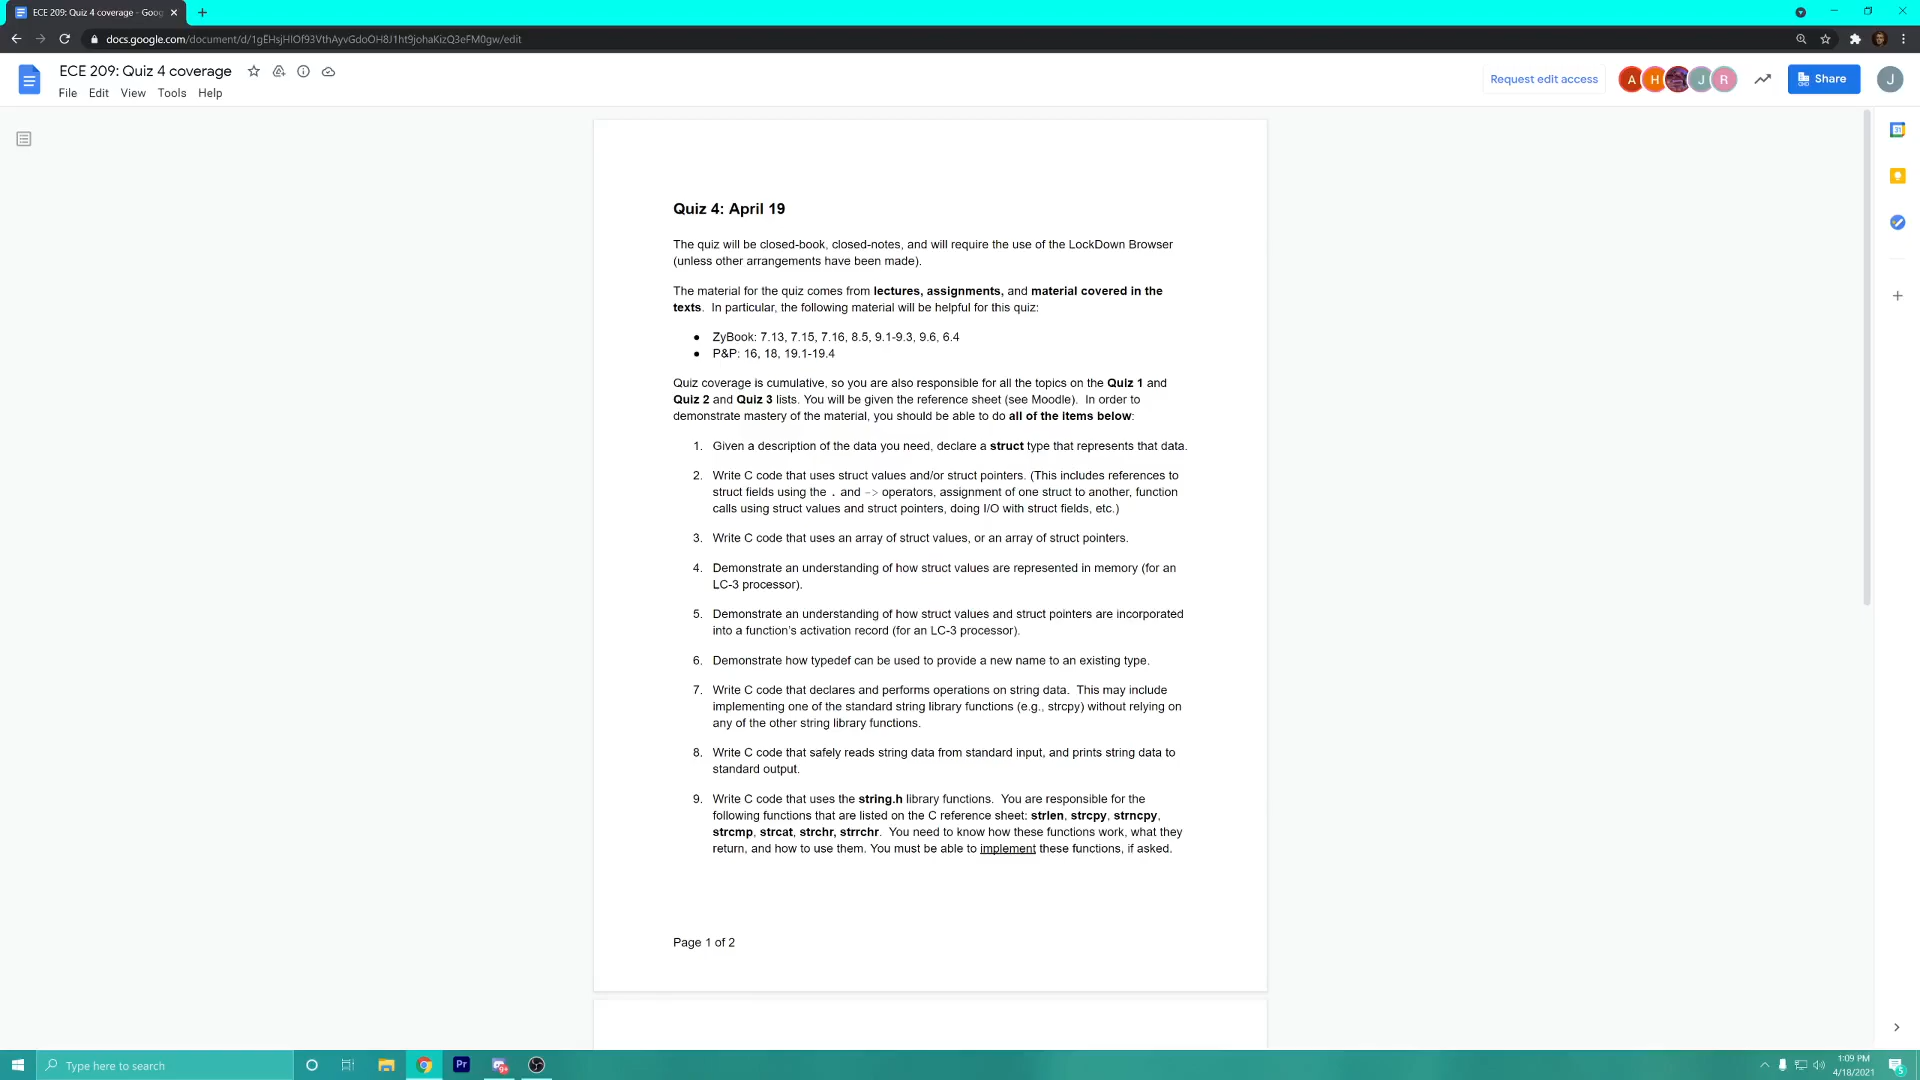 ECE 209: Quiz 4 coverage - Goog
docs.google.com/document/d/1gEHsjHIOf93VthAyvGdoOH8J1ht9johaKizQ3eFM0gw/edit
ECE 209: Quiz 4 coverage
File Edit View Tools Help
Request edit access
A H J R
Share
J
31
Quiz 4: April 19
The quiz will be closed-book, closed-notes, and will require the use of the LockDown Browser
(unless other arrangements have been made).
The material for the quiz comes from lectures, assignments, and material covered in the
texts. In particular, the following material will be helpful for this quiz:
● ZyBook: 7.13, 7.15, 7.16, 8.5, 9.1-9.3, 9.6, 6.4
● P&P: 16, 18, 19.1-19.4
Quiz coverage is cumulative, so you are also responsible for all the topics on the Quiz 1 and
Quiz 2 and Quiz 3 lists. You will be given the reference sheet (see Moodle). In order to
demonstrate mastery of the material, you should be able to do all of the items below:
1. Given a description of the data you need, declare a struct type that represents that data.
2. Write C code that uses struct values and/or struct pointers. (This includes references to
struct fields using the . and -> operators, assignment of one struct to another, function
calls using struct values and struct pointers, doing I/O with struct fields, etc.)
3. Write C code that uses an array of struct values, or an array of struct pointers.
4. Demonstrate an understanding of how struct values are represented in memory (for an
LC-3 processor).
5. Demonstrate an understanding of how struct values and struct pointers are incorporated
into a function's activation record (for an LC-3 processor).
6. Demonstrate how typedef can be used to provide a new name to an existing type.
7. Write C code that declares and performs operations on string data. This may include
implementing one of the standard string library functions (e.g., strcpy) without relying on
any of the other string library functions.
8. Write C code that safely reads string data from standard input, and prints string data to
standard output.
9. Write C code that uses the string.h library functions. You are responsible for the
following functions that are listed on the C reference sheet: strlen, strcpy, strncpy,
strcmp, strcat, strchr, strrchr. You need to know how these functions work, what they
return, and how to use them. You must be able to implement these functions, if asked.
Page 1 of 2
Type here to search
Pr
9+
1:09 PM
4/18/2021
5